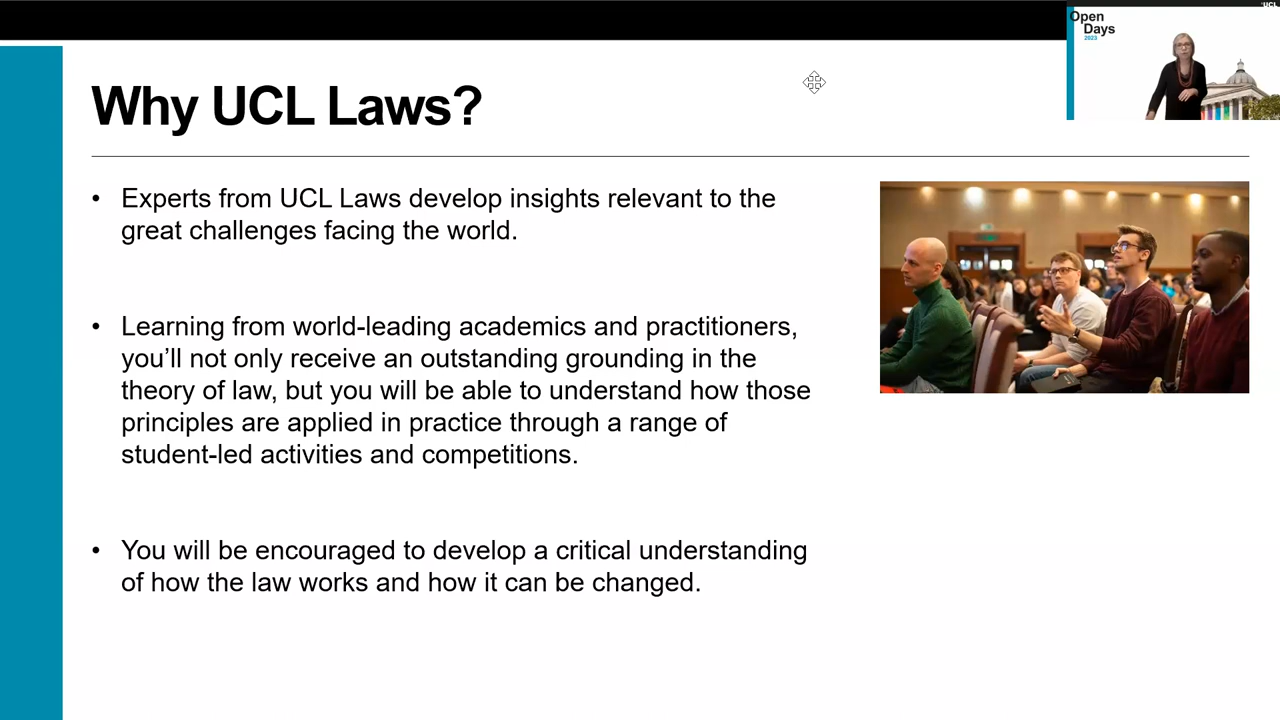 UCL
Open
Days
2023
Why UCL Laws?
• Experts from UCL Laws develop insights relevant to the
great challenges facing the world.
• Learning from world-leading academics and practitioners,
you’ll not only receive an outstanding grounding in the
theory of law, but you will be able to understand how those
principles are applied in practice through a range of
student-led activities and competitions.
• You will be encouraged to develop a critical understanding
of how the law works and how it can be changed.